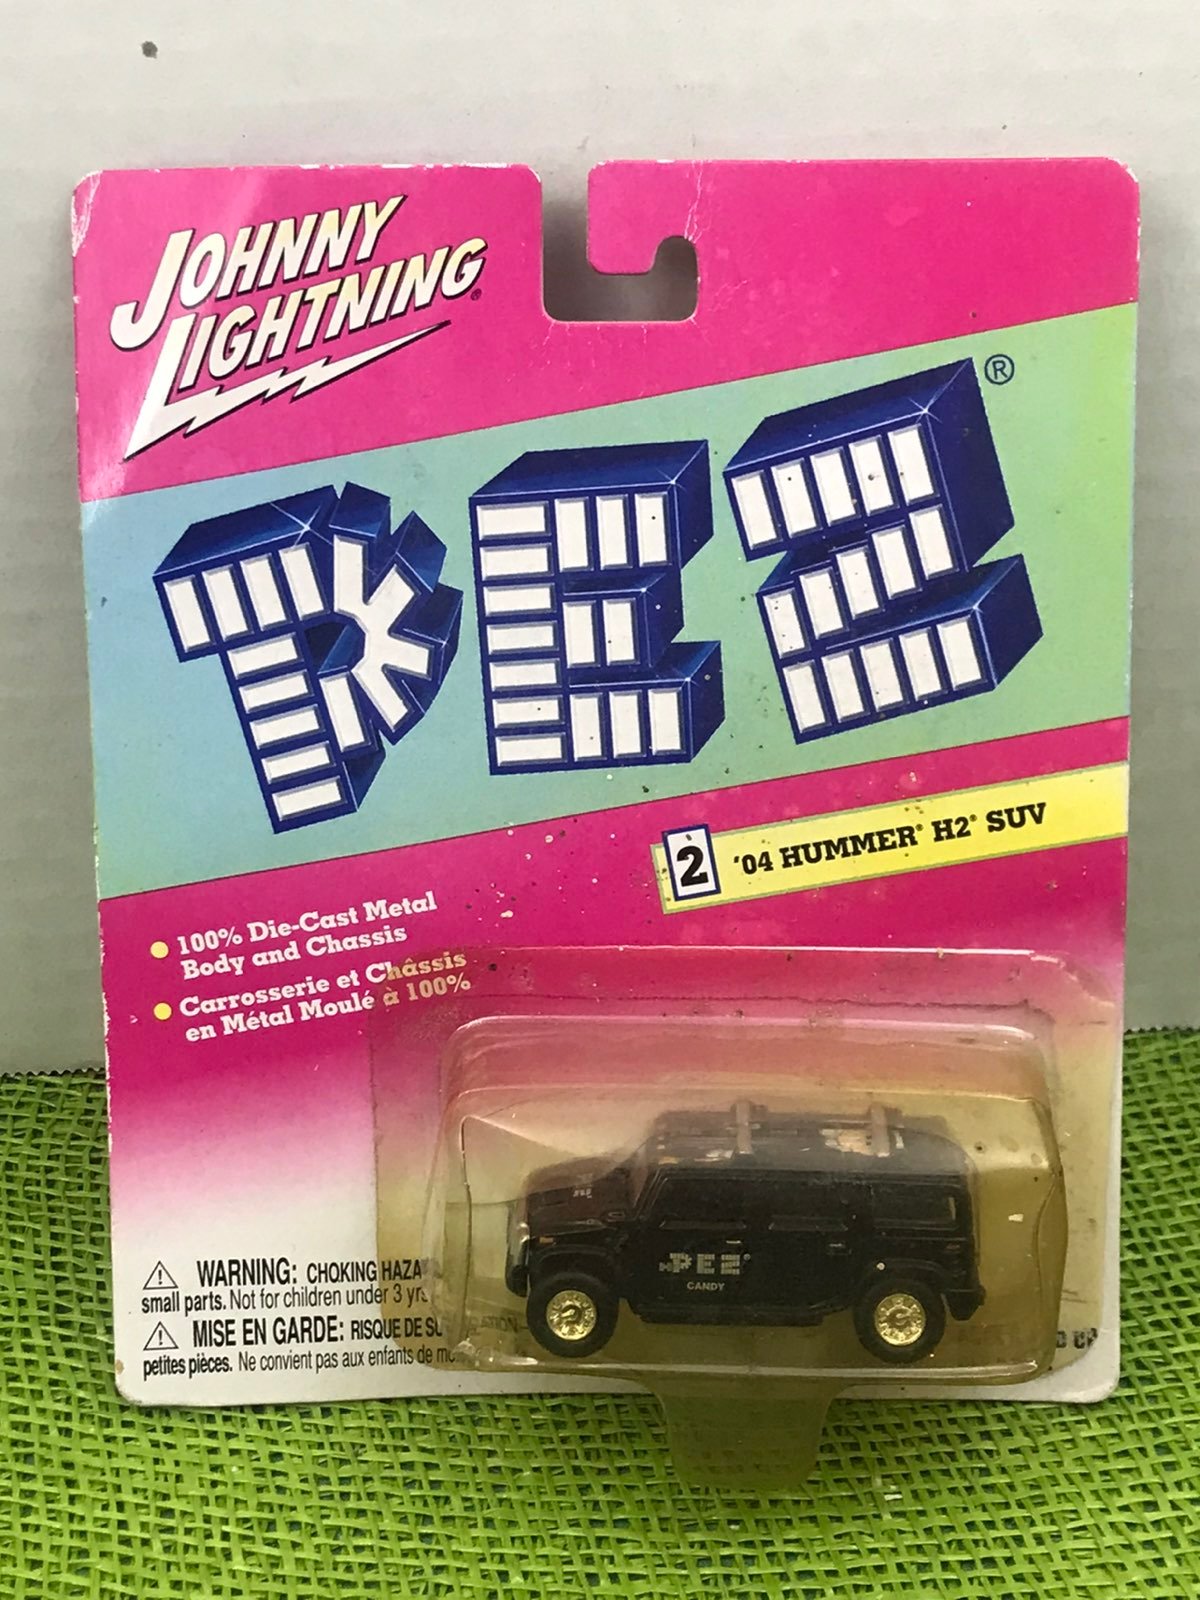 JOHNNY
LIGHTNING®
PEZ®
2 '04 HUMMER® H2® SUV
100% Die-Cast Metal
Body and Chassis
Carrosserie et Châssis
en Métal Moulé à 100%
PEZ®
CANDY
WARNING: CHOKING
small parts. Not for children under 3
MISE EN GARDE: RISQUE DE
petites pièces. Ne convient pas aux enfants de
UP